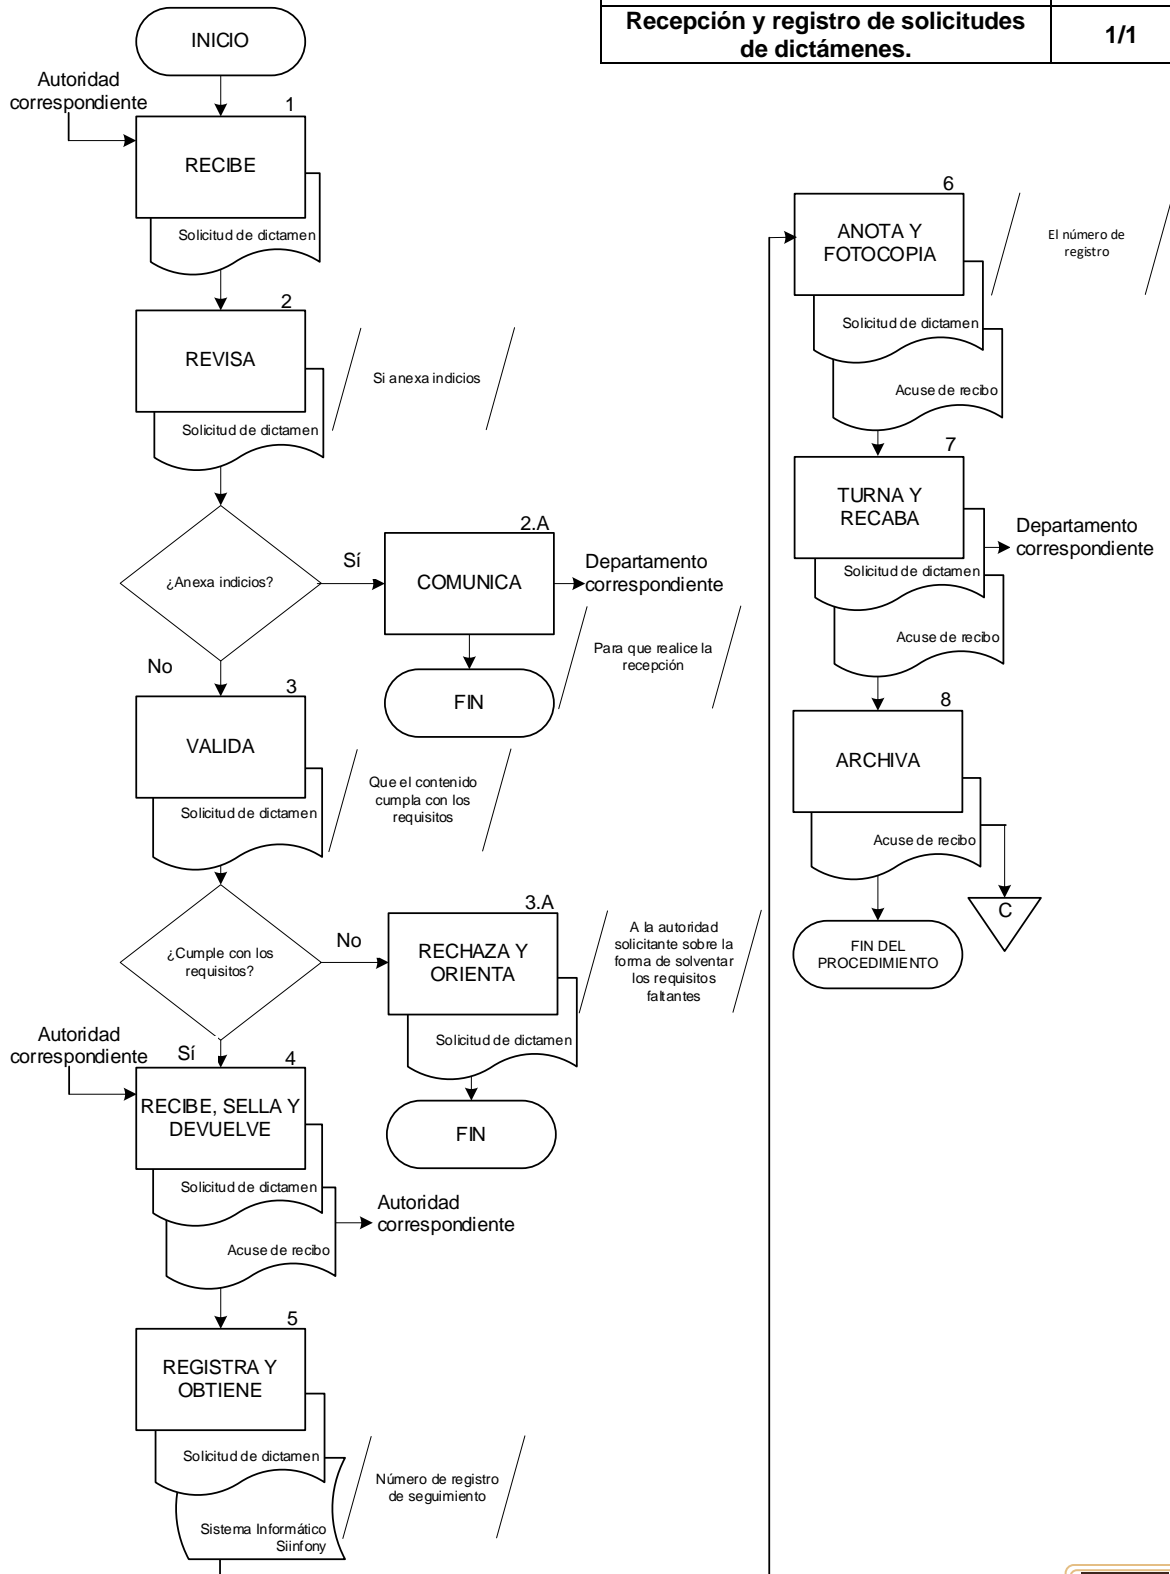 Recepción y registro de solicitudes
de dictámenes.
1/1
INICIO
Autoridad
correspondiente
1
RECIBE
Solicitud de dictamen
2
REVISA
Si anexa indicios
Solicitud de dictamen
¿Anexa indicios?
Sí
2.A
COMUNICA
Departamento
correspondiente
Para que realice la
recepción
FIN
No
3
VALIDA
Que el contenido
cumpla con los
requisitos
Solicitud de dictamen
¿Cumple con los
requisitos?
No
3.A
RECHAZA Y
ORIENTA
A la autoridad
solicitante sobre la
forma de solventar
los requisitos
faltantes
Solicitud de dictamen
FIN
Autoridad
correspondiente
Sí
4
RECIBE, SELLA Y
DEVUELVE
Solicitud de dictamen
Acuse de recibo
Autoridad
correspondiente
5
REGISTRA Y
OBTIENE
Solicitud de dictamen
Sistema Informático
Siinfony
Número de registro
de seguimiento
6
ANOTA Y
FOTOCOPIA
El número de
registro
Solicitud de dictamen
Acuse de recibo
7
TURNA Y
RECABA
Departamento
correspondiente
Solicitud de dictamen
Acuse de recibo
8
ARCHIVA
Acuse de recibo
C
FIN DEL
PROCEDIMIENTO